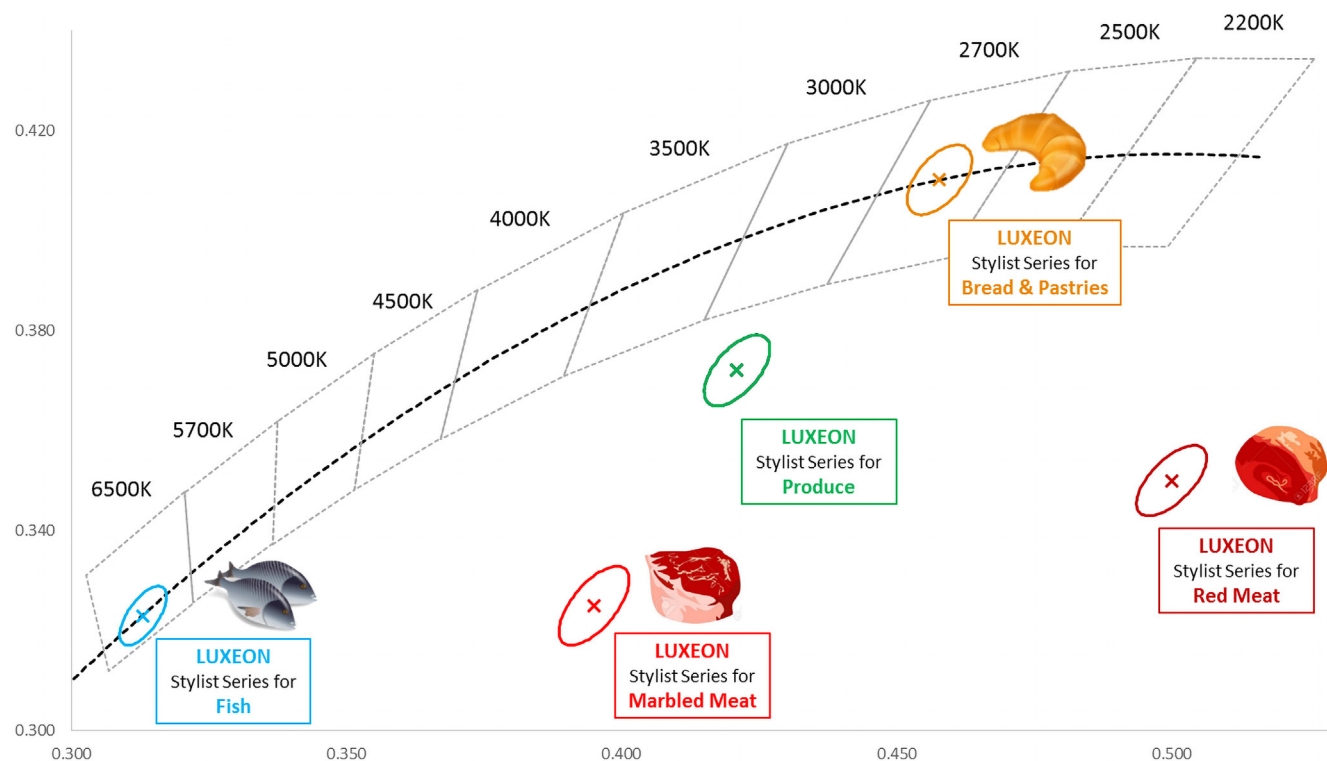 2200K
2500K
2700K
3000K
3500K
4000K
4500K
5000K
5700K
6500K
0.420
0.380
0.340
0.300
LUXEON
Stylist Series for
Bread & Pastries
LUXEON
Stylist Series for
Produce
LUXEON
Stylist Series for
Red Meat
LUXEON
Stylist Series for
Marbled Meat
LUXEON
Stylist Series for
Fish
0.300
0.350
0.400
0.450
0.500